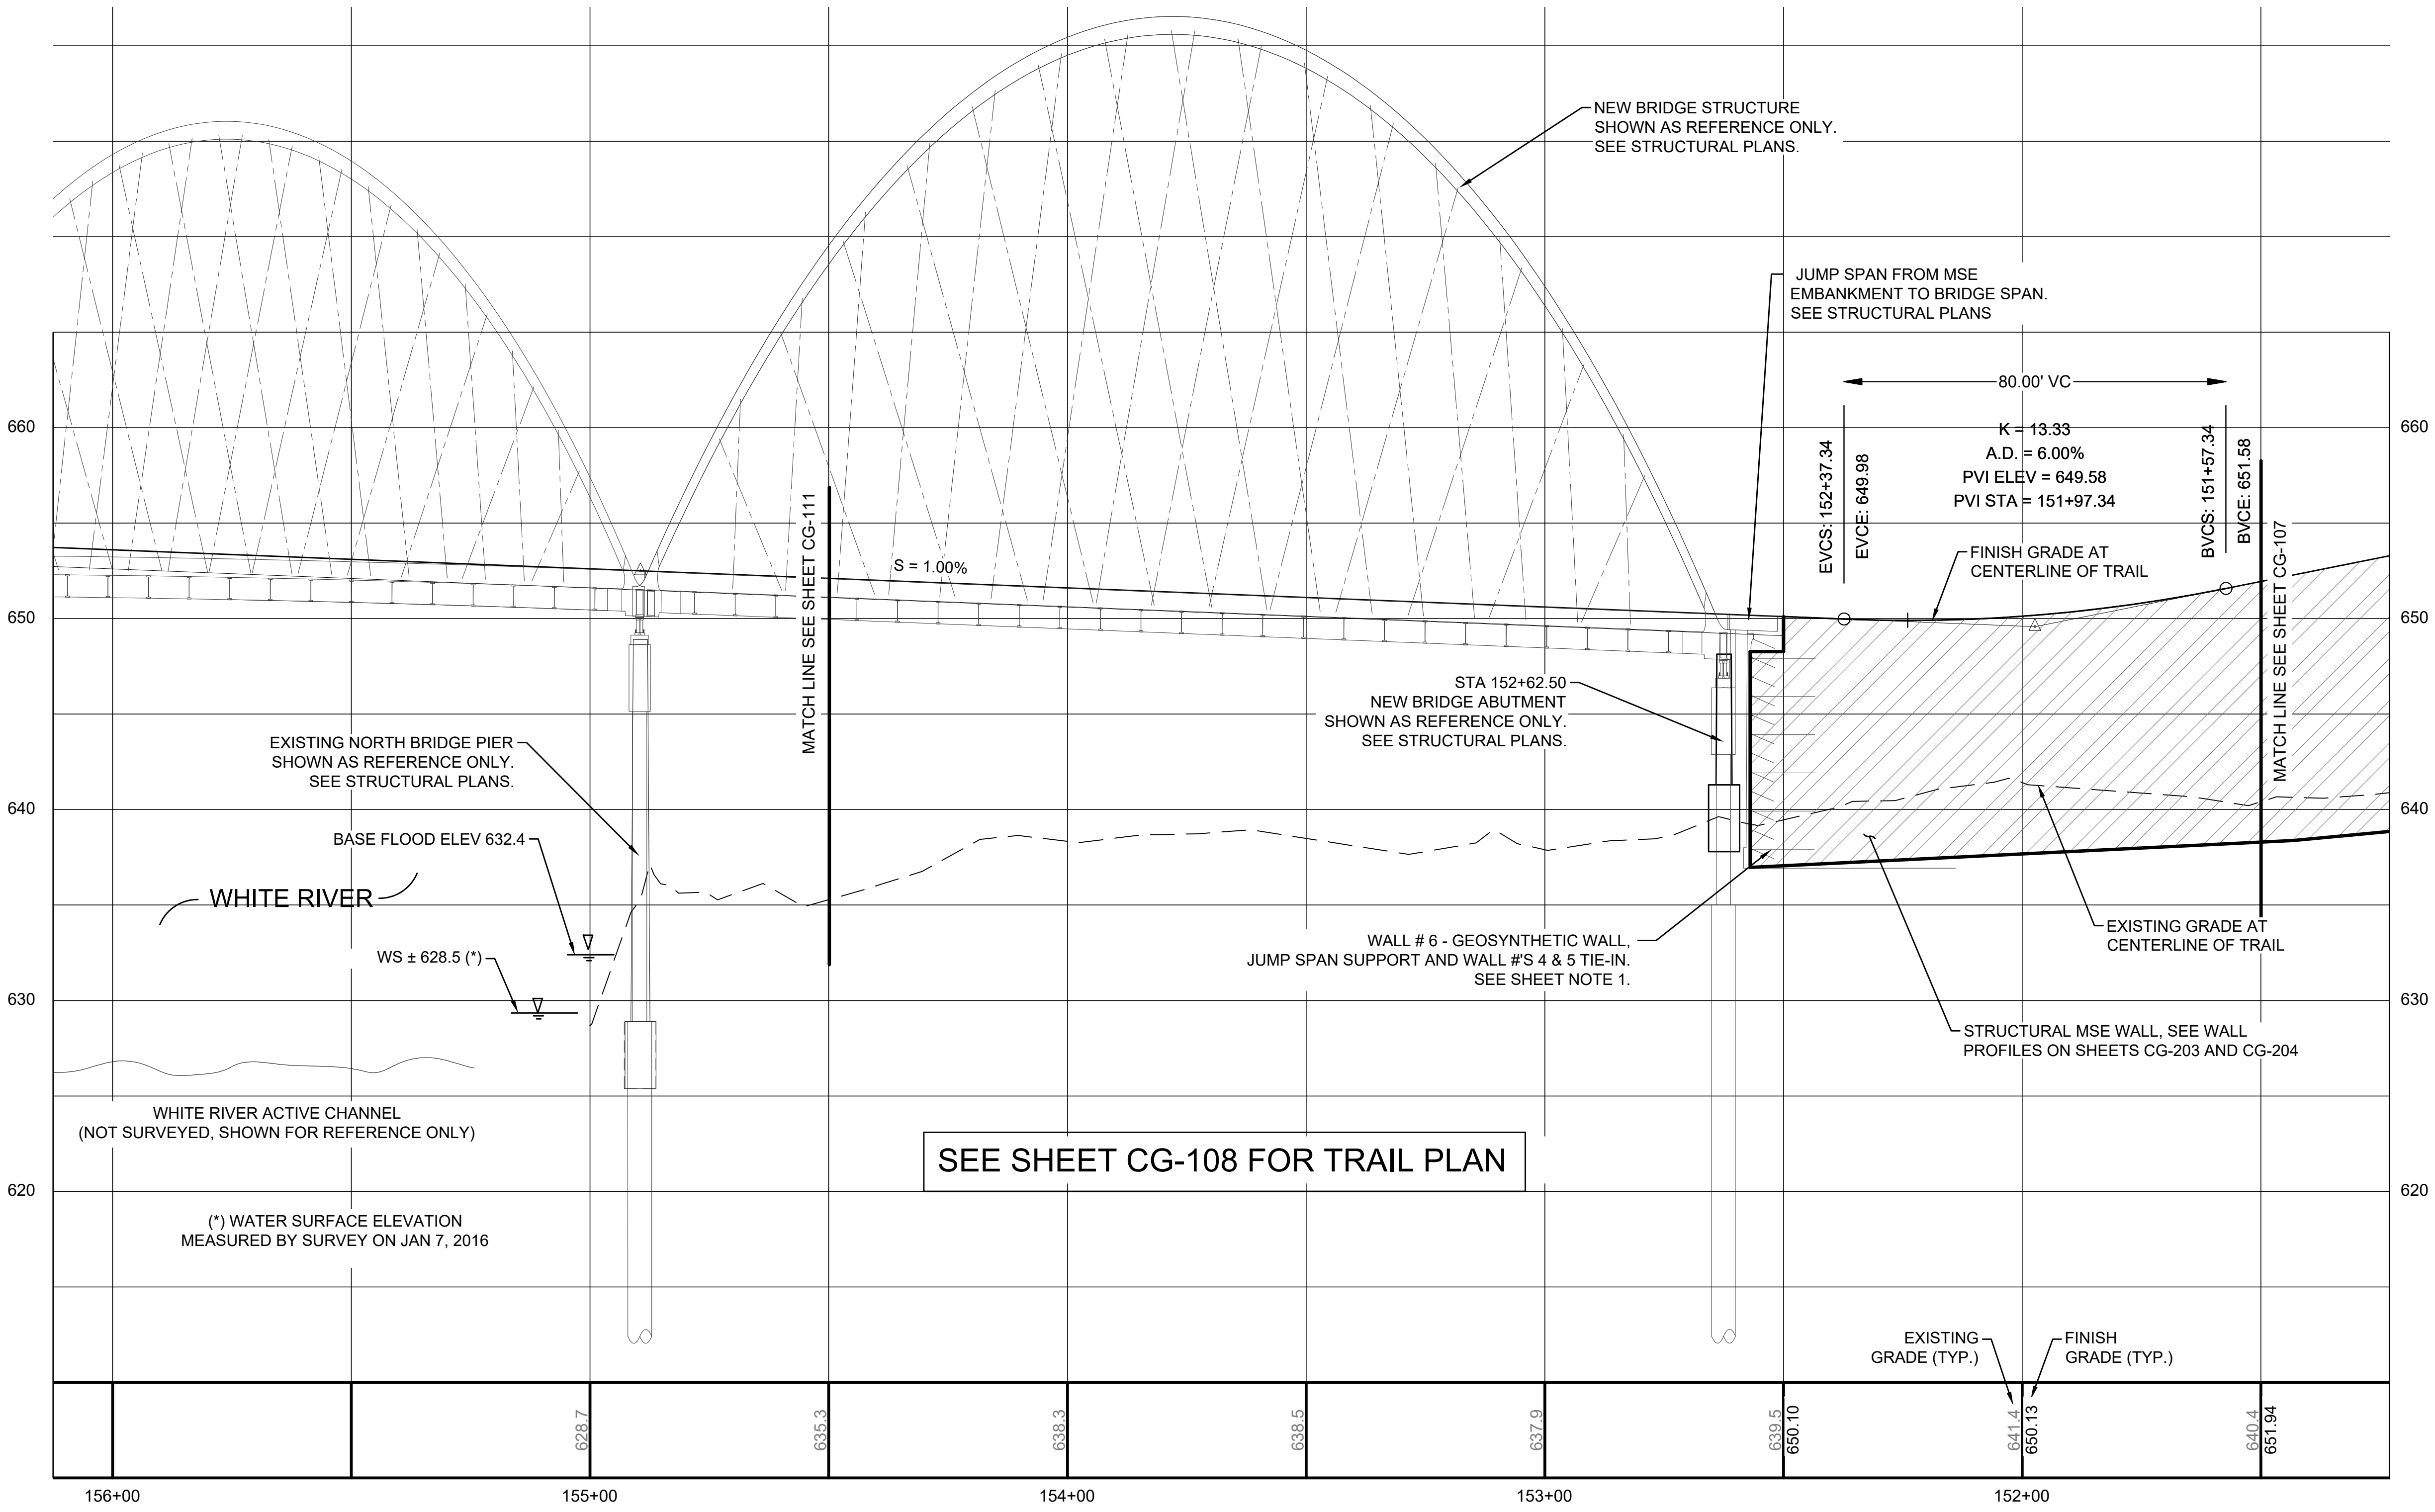 NEW BRIDGE STRUCTURE
SHOWN AS REFERENCE ONLY.
SEE STRUCTURAL PLANS.
JUMP SPAN FROM MSE
EMBANKMENT TO BRIDGE SPAN.
SEE STRUCTURAL PLANS
80.00' VC
K = 13.33
A.D. = 6.00%
PVI ELEV = 649.58
PVI STA = 151+97.34
EVCS: 152+37.34
EVCE: 649.98
BVCS: 151+57.34
BVCE: 651.58
660
660
MATCH LINE SEE SHEET CG-111
S = 1.00%
FINISH GRADE AT
CENTERLINE OF TRAIL
MATCH LINE SEE SHEET CG-107
650
650
STA 152+62.50
NEW BRIDGE ABUTMENT
SHOWN AS REFERENCE ONLY.
SEE STRUCTURAL PLANS.
EXISTING NORTH BRIDGE PIER
SHOWN AS REFERENCE ONLY.
SEE STRUCTURAL PLANS.
640
640
BASE FLOOD ELEV 632.4
WHITE RIVER
WS ± 628.5 (*)
WALL # 6 - GEOSYNTHETIC WALL,
JUMP SPAN SUPPORT AND WALL #'S 4 & 5 TIE-IN.
SEE SHEET NOTE 1.
EXISTING GRADE AT
CENTERLINE OF TRAIL
630
630
STRUCTURAL MSE WALL, SEE WALL
PROFILES ON SHEETS CG-203 AND CG-204
WHITE RIVER ACTIVE CHANNEL
(NOT SURVEYED, SHOWN FOR REFERENCE ONLY)
SEE SHEET CG-108 FOR TRAIL PLAN
620
620
(*) WATER SURFACE ELEVATION
MEASURED BY SURVEY ON JAN 7, 2016
EXISTING
GRADE (TYP.)
FINISH
GRADE (TYP.)
628.7
635.3
638.3
638.5
637.9
639.5
650.10
641.4
650.13
640.4
651.94
156+00
155+00
154+00
153+00
152+00